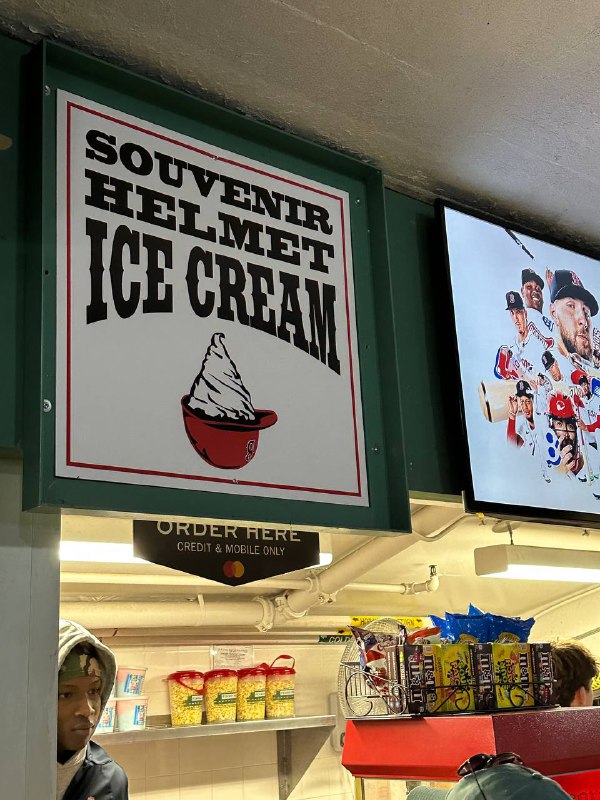 SOUVENIR
HELMET
ICE CREAM
ORDER HERE
CREDIT & MOBILE ONLY